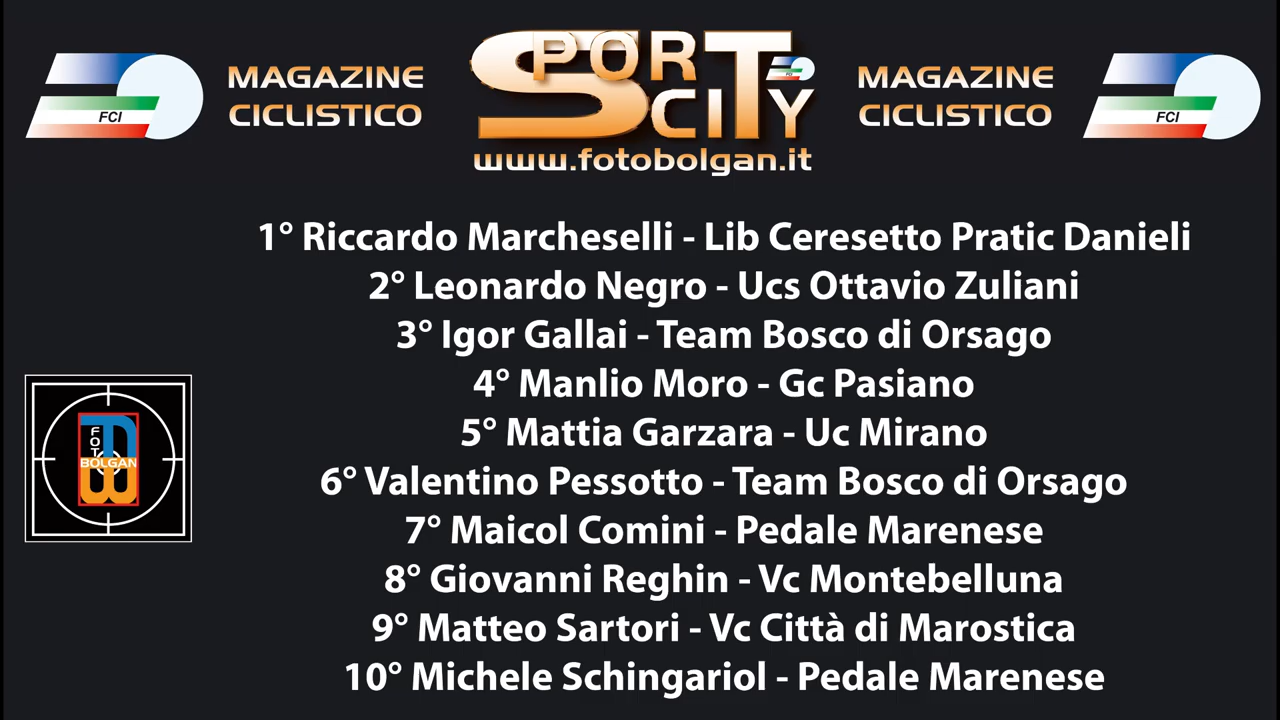 SPORT CITY
MAGAZINE
CICLISTICO
FCI
www.fotobolgan.it
MAGAZINE
CICLISTICO
FCI
FCI
1° Riccardo Marcheselli - Lib Ceresetto Pratic Danieli
2° Leonardo Negro - Ucs Ottavio Zuliani
3° Igor Gallai - Team Bosco di Orsago
4° Manlio Moro - Gc Pasiano
5° Mattia Garzara - Uc Mirano
6° Valentino Pessotto - Team Bosco di Orsago
7° Maicol Comini - Pedale Marenese
8° Giovanni Reghin - Vc Montebelluna
9° Matteo Sartori - Vc Città di Marostica
10° Michele Schingariol - Pedale Marenese
FOTO
BOLGAN